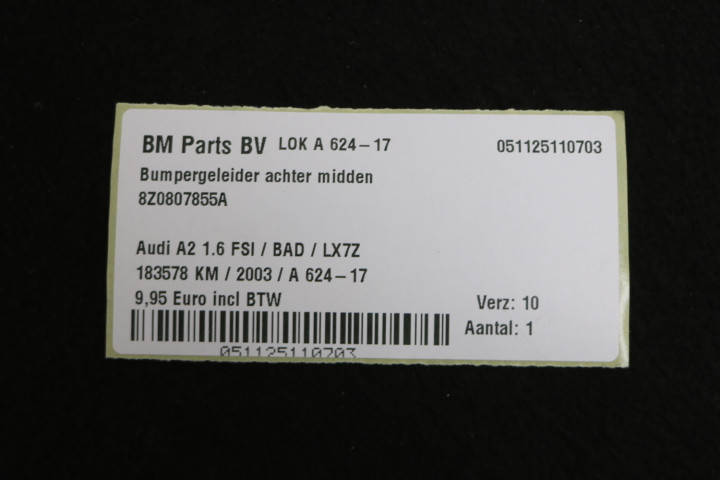 BM Parts BV LOK A 624-17 051125110703
Bumpergeleider achter midden
8Z0807855A
Audi A2 1.6 FSI / BAD / LX7Z
183578 KM / 2003 / A 624-17
9,95 Euro incl BTW Verz: 10
Aantal: 1
051125110703